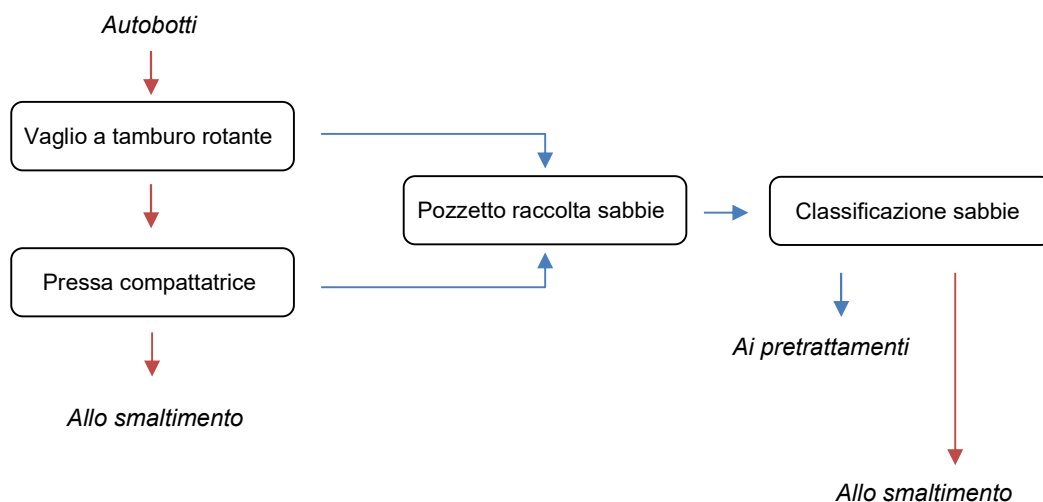 Autobotti
Vaglio a tamburo rotante
Pozzetto raccolta sabbie
Classificazione sabbie
Pressa compattatrice
Ai pretrattamenti
Allo smaltimento
Allo smaltimento